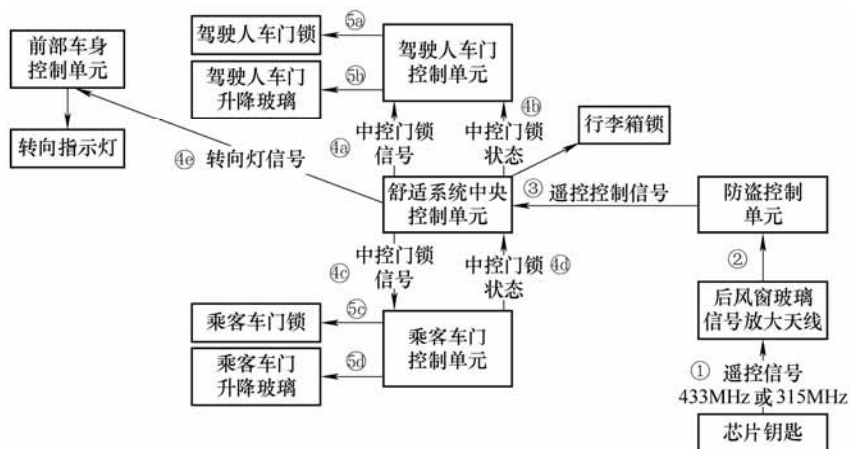 前部车身
控制单元
转向指示灯
驾驶人车门锁
驾驶人车门
升降玻璃
⑤a
⑤b
驾驶人车门
控制单元
④e 转向灯信号
④a
中控门锁
信号
④b
中控门锁
状态
行李箱锁
舒适系统中央
控制单元
③ 遥控控制信号
防盗控制
单元
②
④c
中控门锁
信号
中控门锁
状态
④d
后风窗玻璃
信号放大天线
乘客车门锁
乘客车门
升降玻璃
⑤c
⑤d
乘客车门
控制单元
① 遥控信号
433MHz或315MHz
芯片钥匙